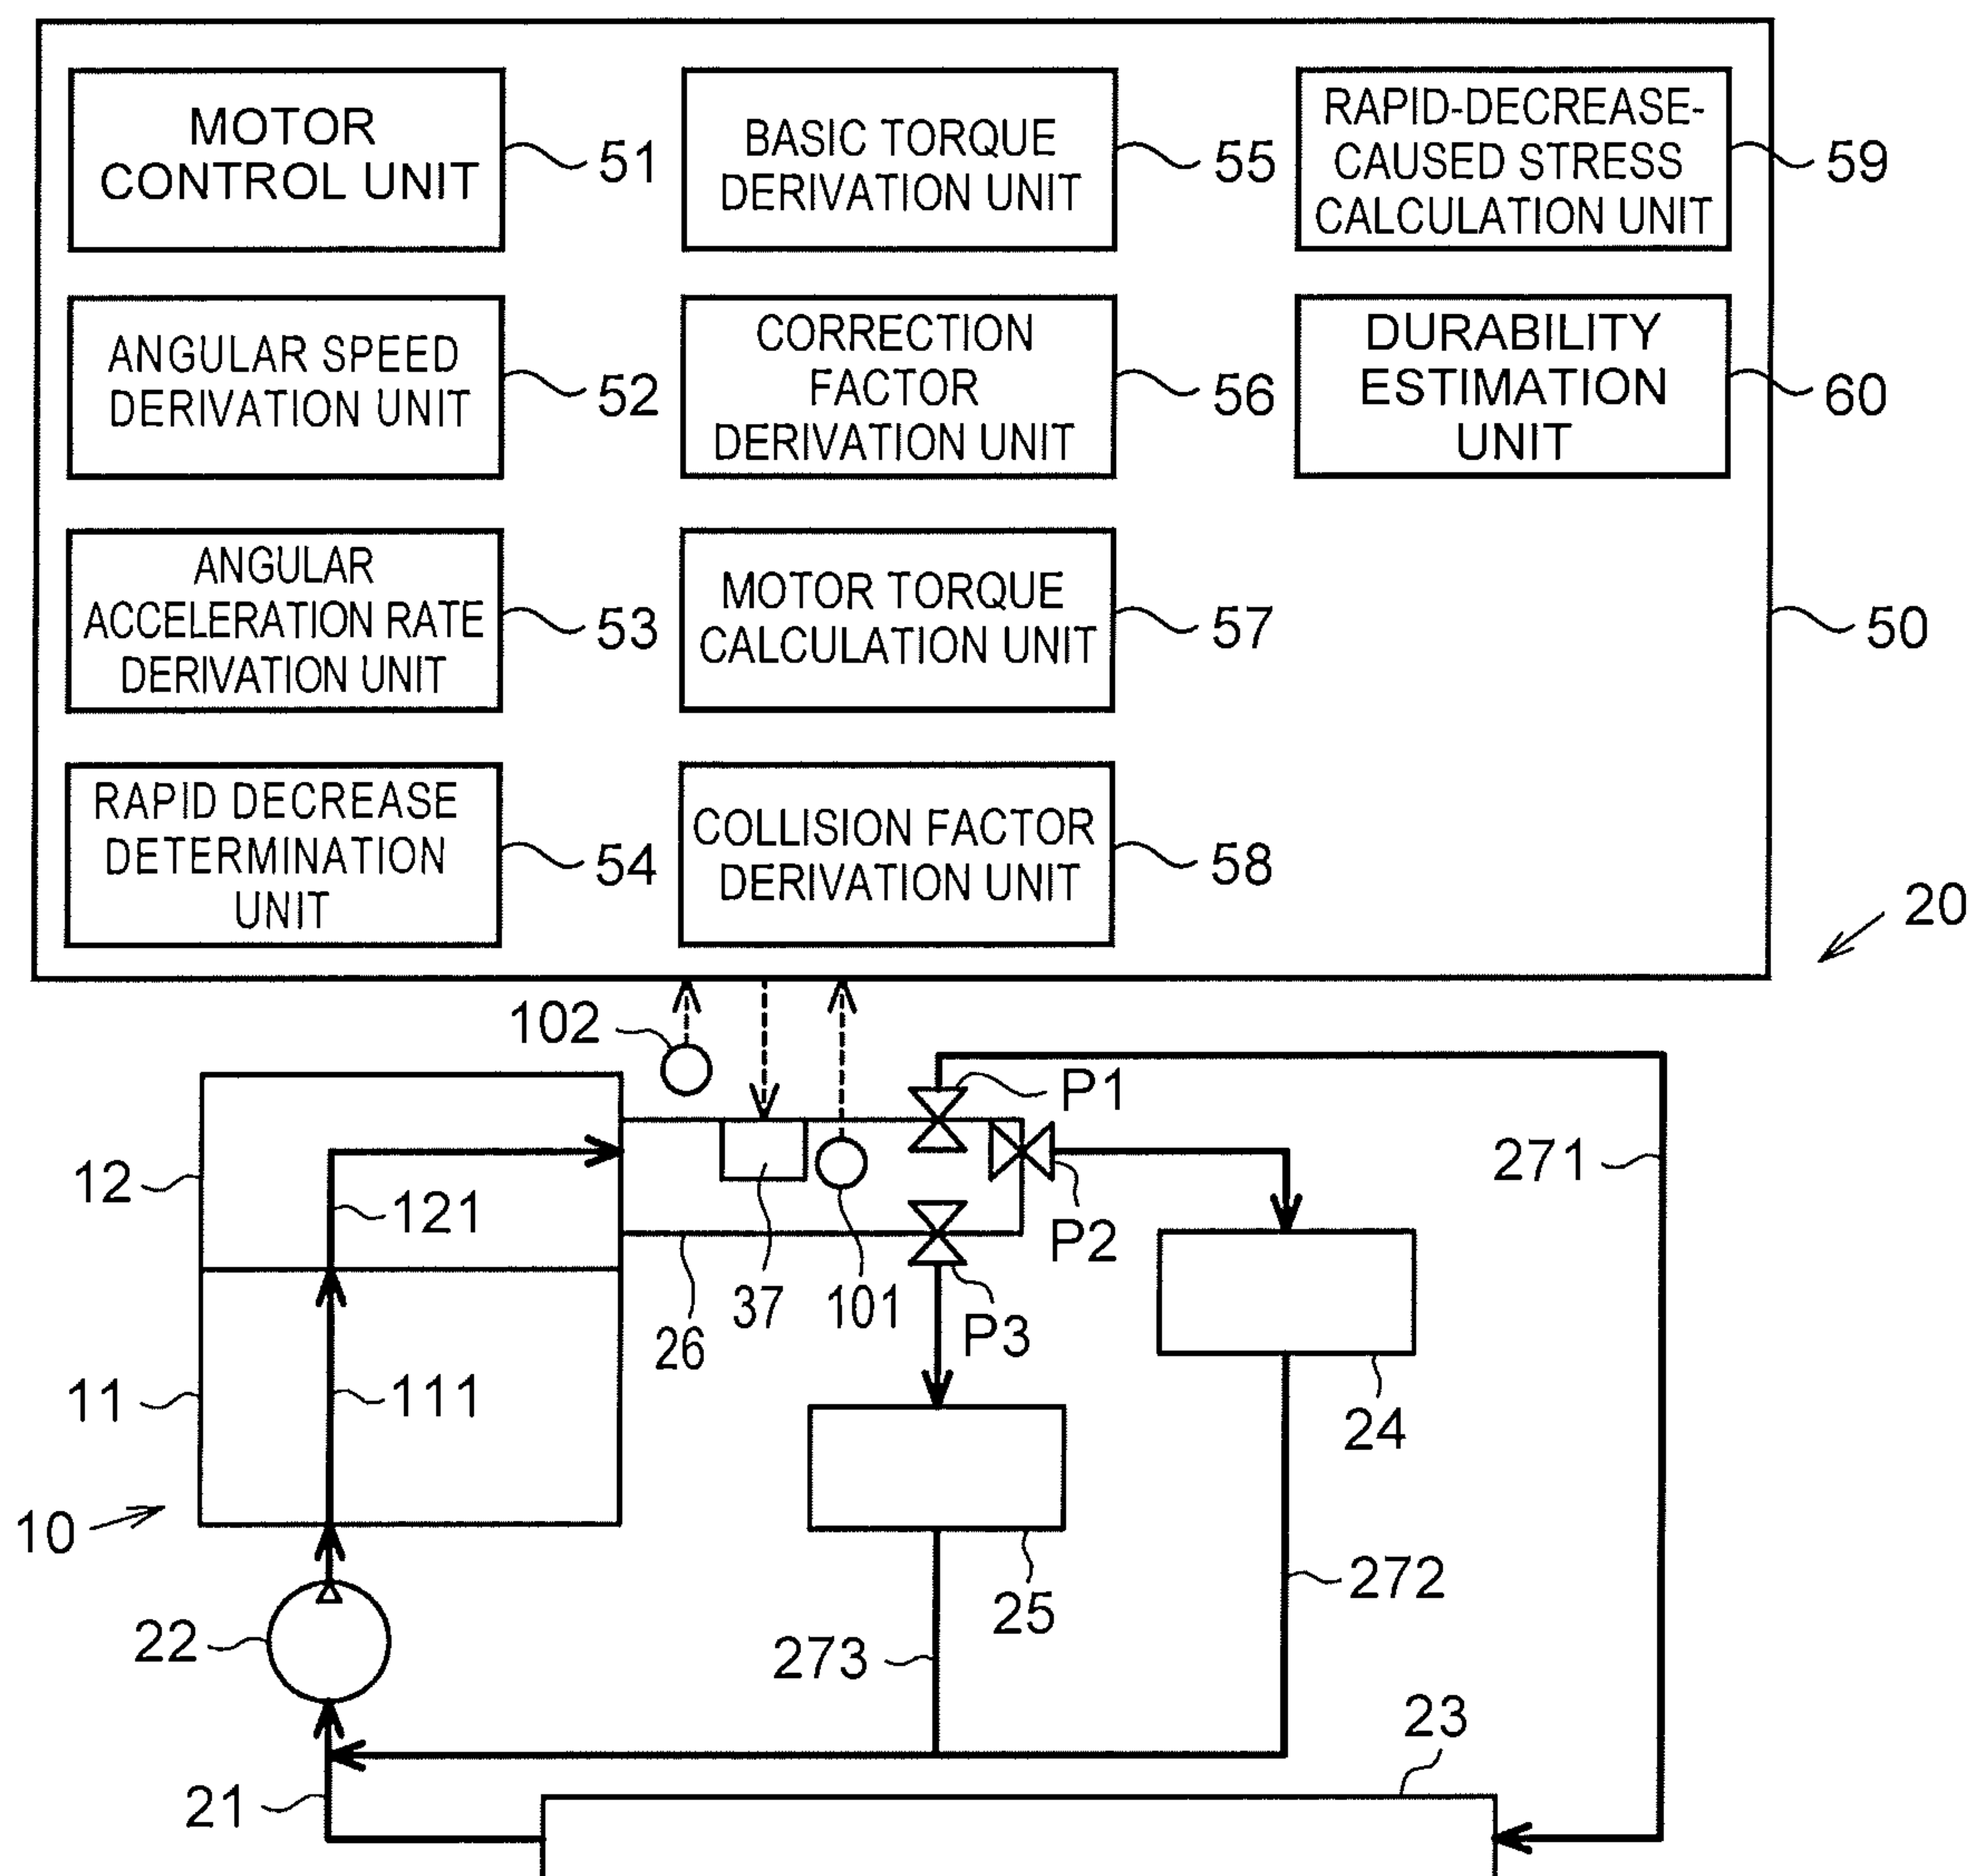 MOTOR
CONTROL UNIT
51
BASIC TORQUE
DERIVATION UNIT
55
RAPID-DECREASE-
CAUSED STRESS
CALCULATION UNIT
59
ANGULAR SPEED
DERIVATION UNIT
52
CORRECTION
FACTOR
DERIVATION UNIT
56
DURABILITY
ESTIMATION
UNIT
60
ANGULAR
ACCELERATION RATE
DERIVATION UNIT
53
MOTOR TORQUE
CALCULATION UNIT
57
50
RAPID DECREASE
DETERMINATION
UNIT
54
COLLISION FACTOR
DERIVATION UNIT
58
20
102
P1
12
121
271
P2
37
101
26
P3
11
111
24
10
25
272
22
273
23
21